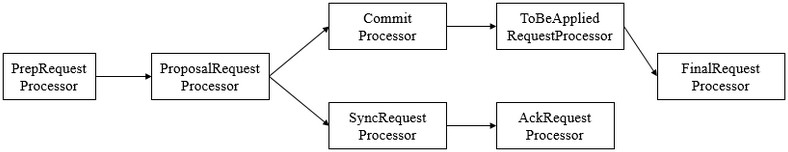 PrepRequest
Processor
ProposalRequest
Processor
Commit
Processor
ToBeApplied
RequestProcessor
FinalRequest
Processor
SyncRequest
Processor
AckRequest
Processor